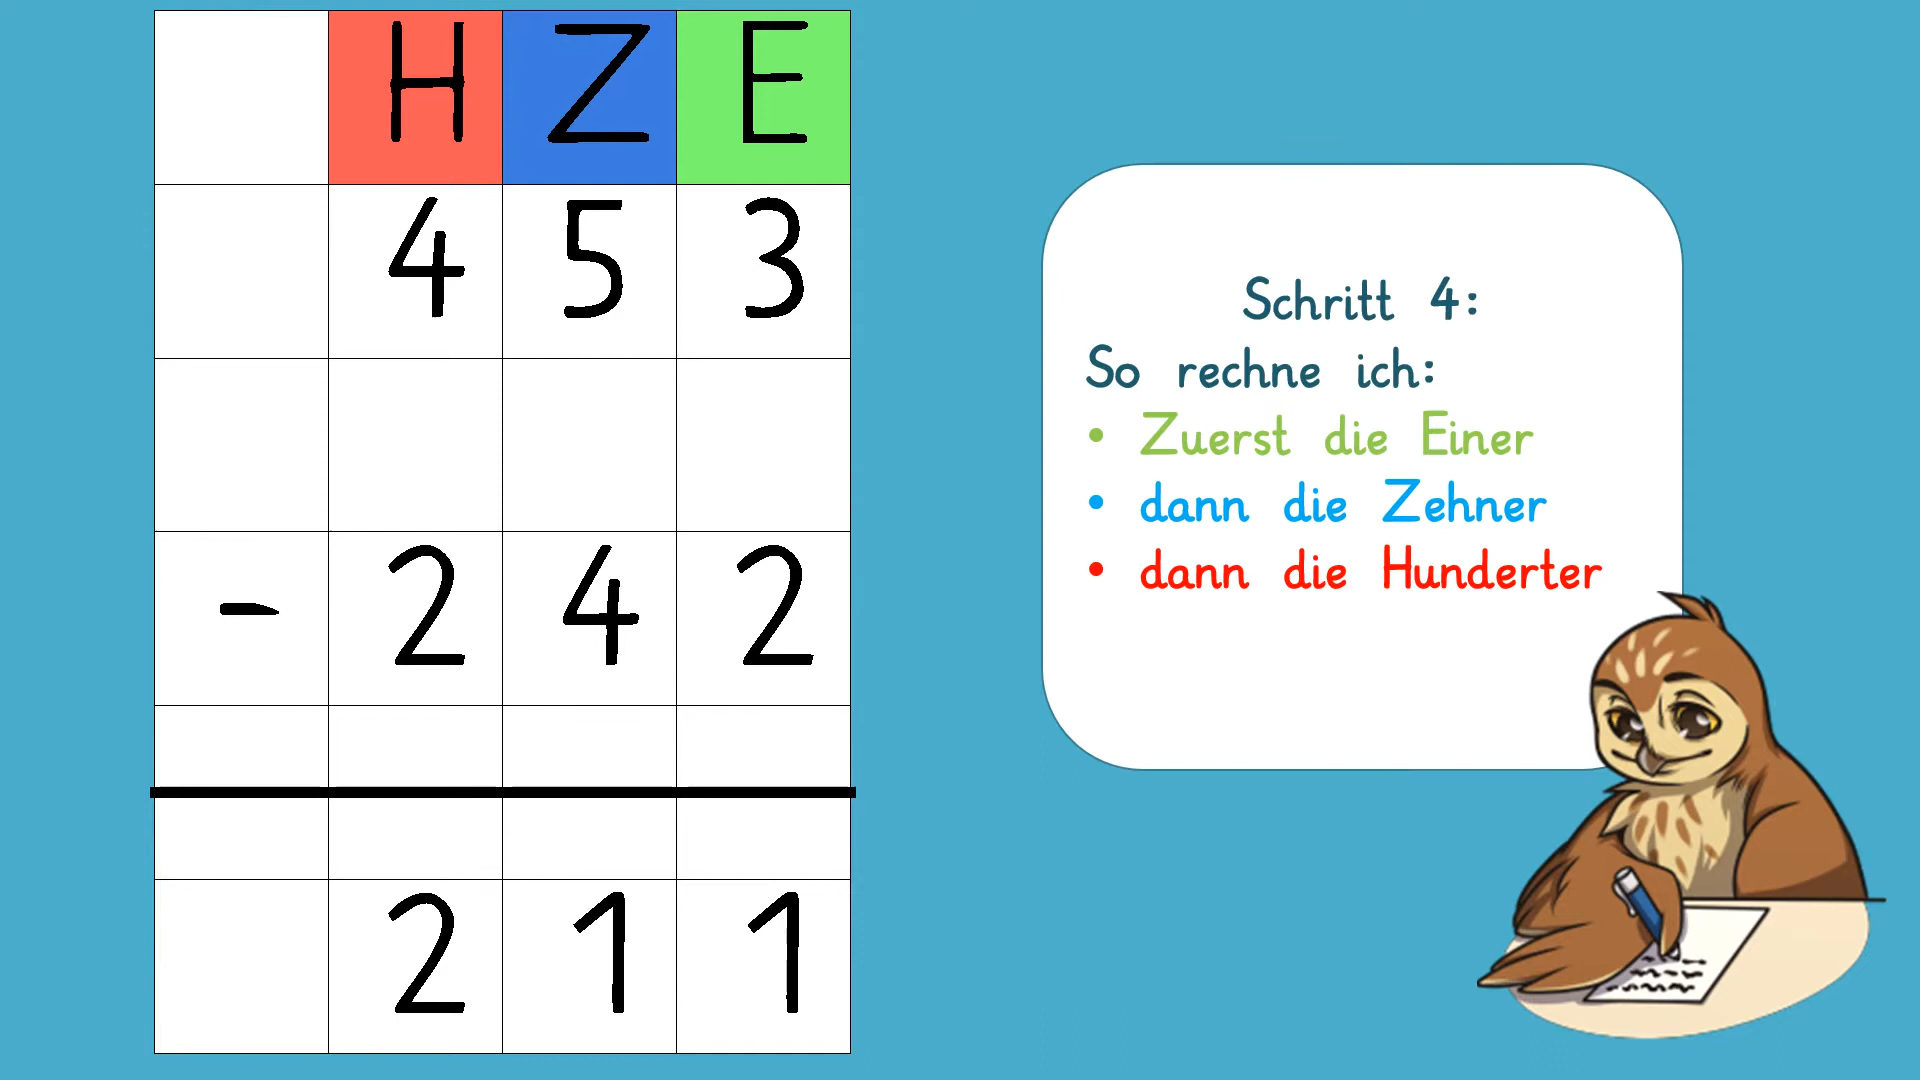 H Z E
4 5 3
- 2 4 2
2 1 1
Schritt 4:
So rechne ich:
• Zuerst die Einer
• dann die Zehner
• dann die Hunderter